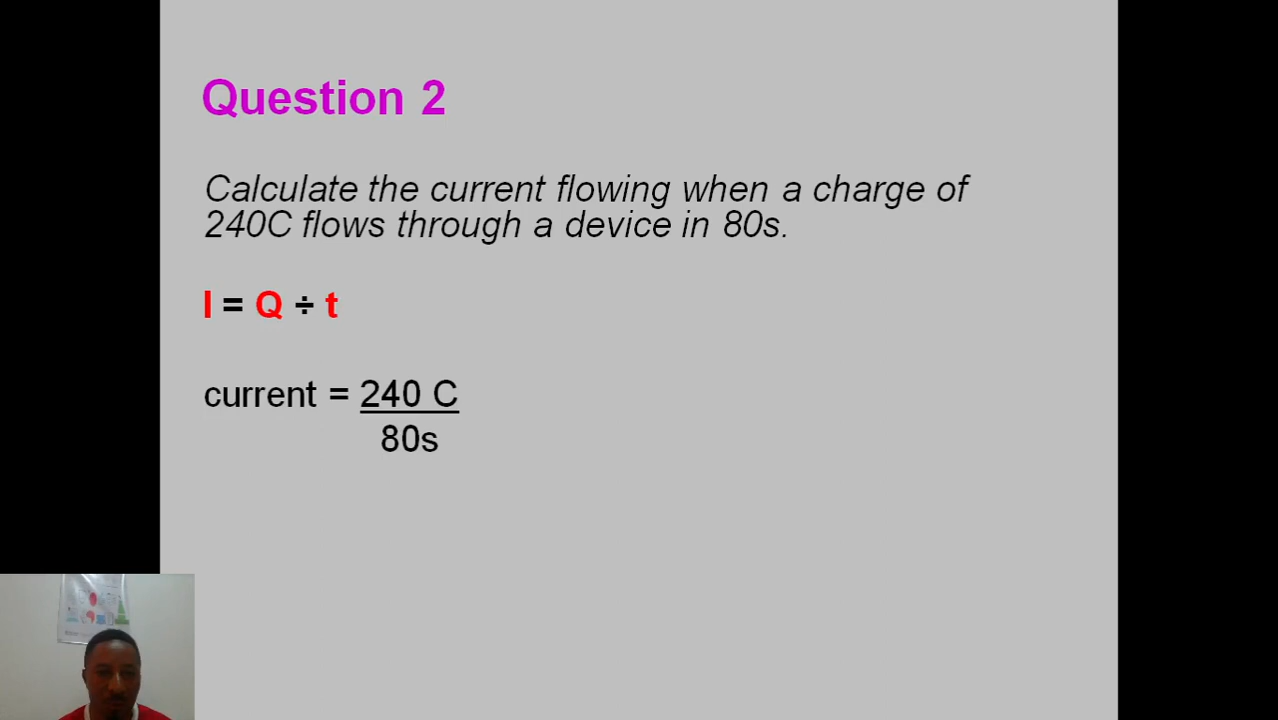 Question 2
Calculate the current flowing when a charge of
240C flows through a device in 80s.
I = Q ÷ t
current = 240 C
80s